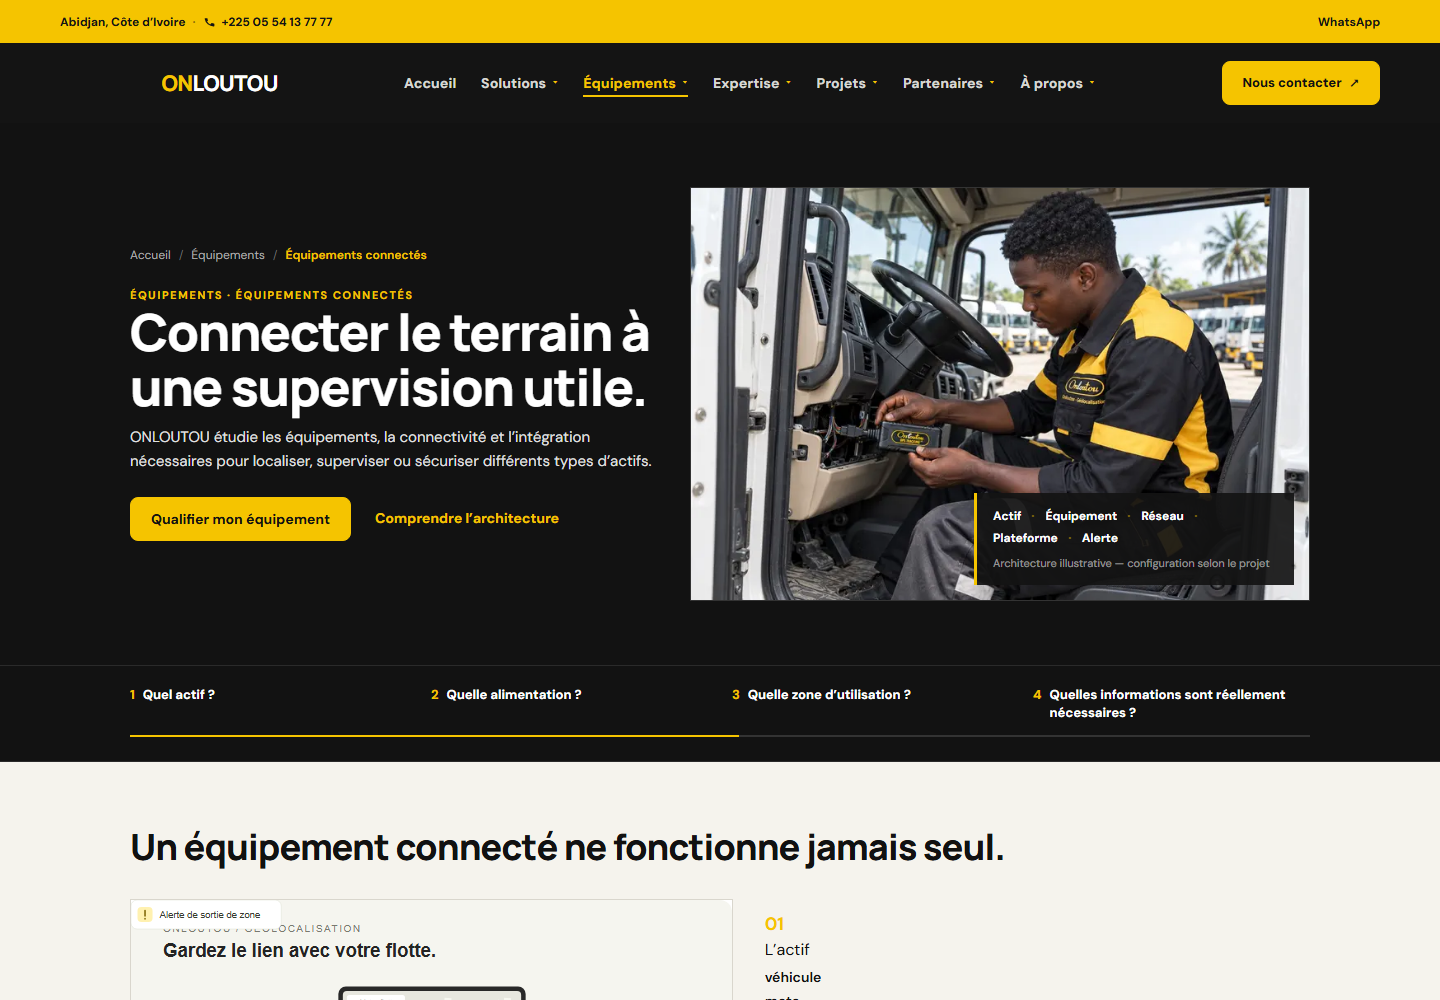 Abidjan, Côte d’Ivoire · +225 05 54 13 77 77
WhatsApp
ONLOUTOU
Accueil Solutions Équipements Expertise Projets Partenaires À propos
Nous contacter ↗
Accueil / Équipements / Équipements connectés
ÉQUIPEMENTS · ÉQUIPEMENTS CONNECTÉS
Connecter le terrain à
une supervision utile.
ONLOUTOU étudie les équipements, la connectivité et l’intégration
nécessaires pour localiser, superviser ou sécuriser différents types d’actifs.
Qualifier mon équipement
Comprendre l’architecture
Onloutou
Onloutou
Actif · Équipement · Réseau ·
Plateforme · Alerte
Architecture illustrative — configuration selon le projet
1 Quel actif ?
2 Quelle alimentation ?
3 Quelle zone d’utilisation ?
4 Quelles informations sont réellement
nécessaires ?
Un équipement connecté ne fonctionne jamais seul.
! Alerte de sortie de zone
ONLOUTOU / GÉOLOCALISATION
Gardez le lien avec votre flotte.
01
L’actif
véhicule